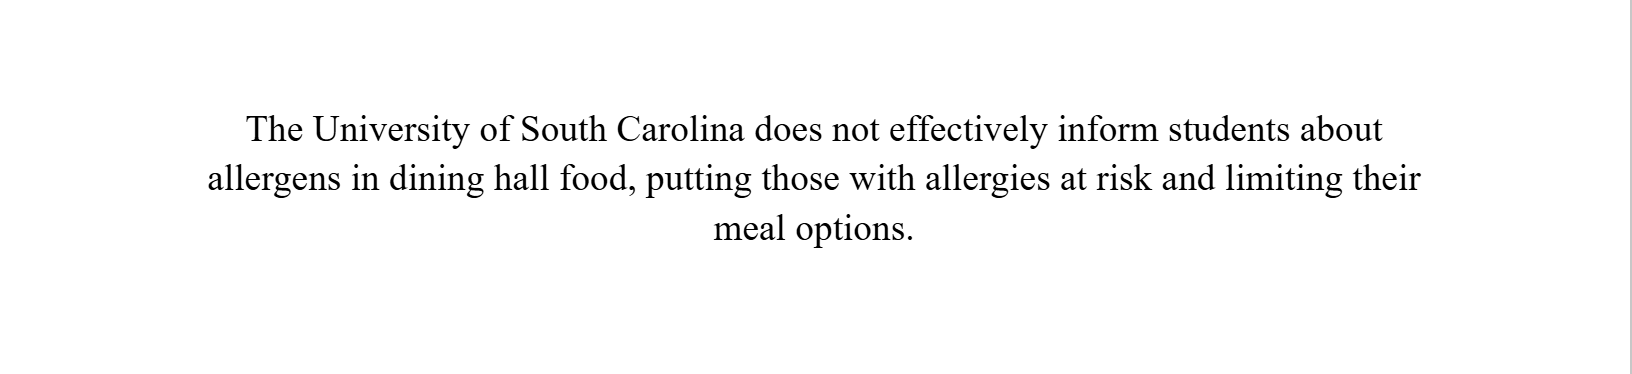 The University of South Carolina does not effectively inform students about
allergens in dining hall food, putting those with allergies at risk and limiting their
meal options.